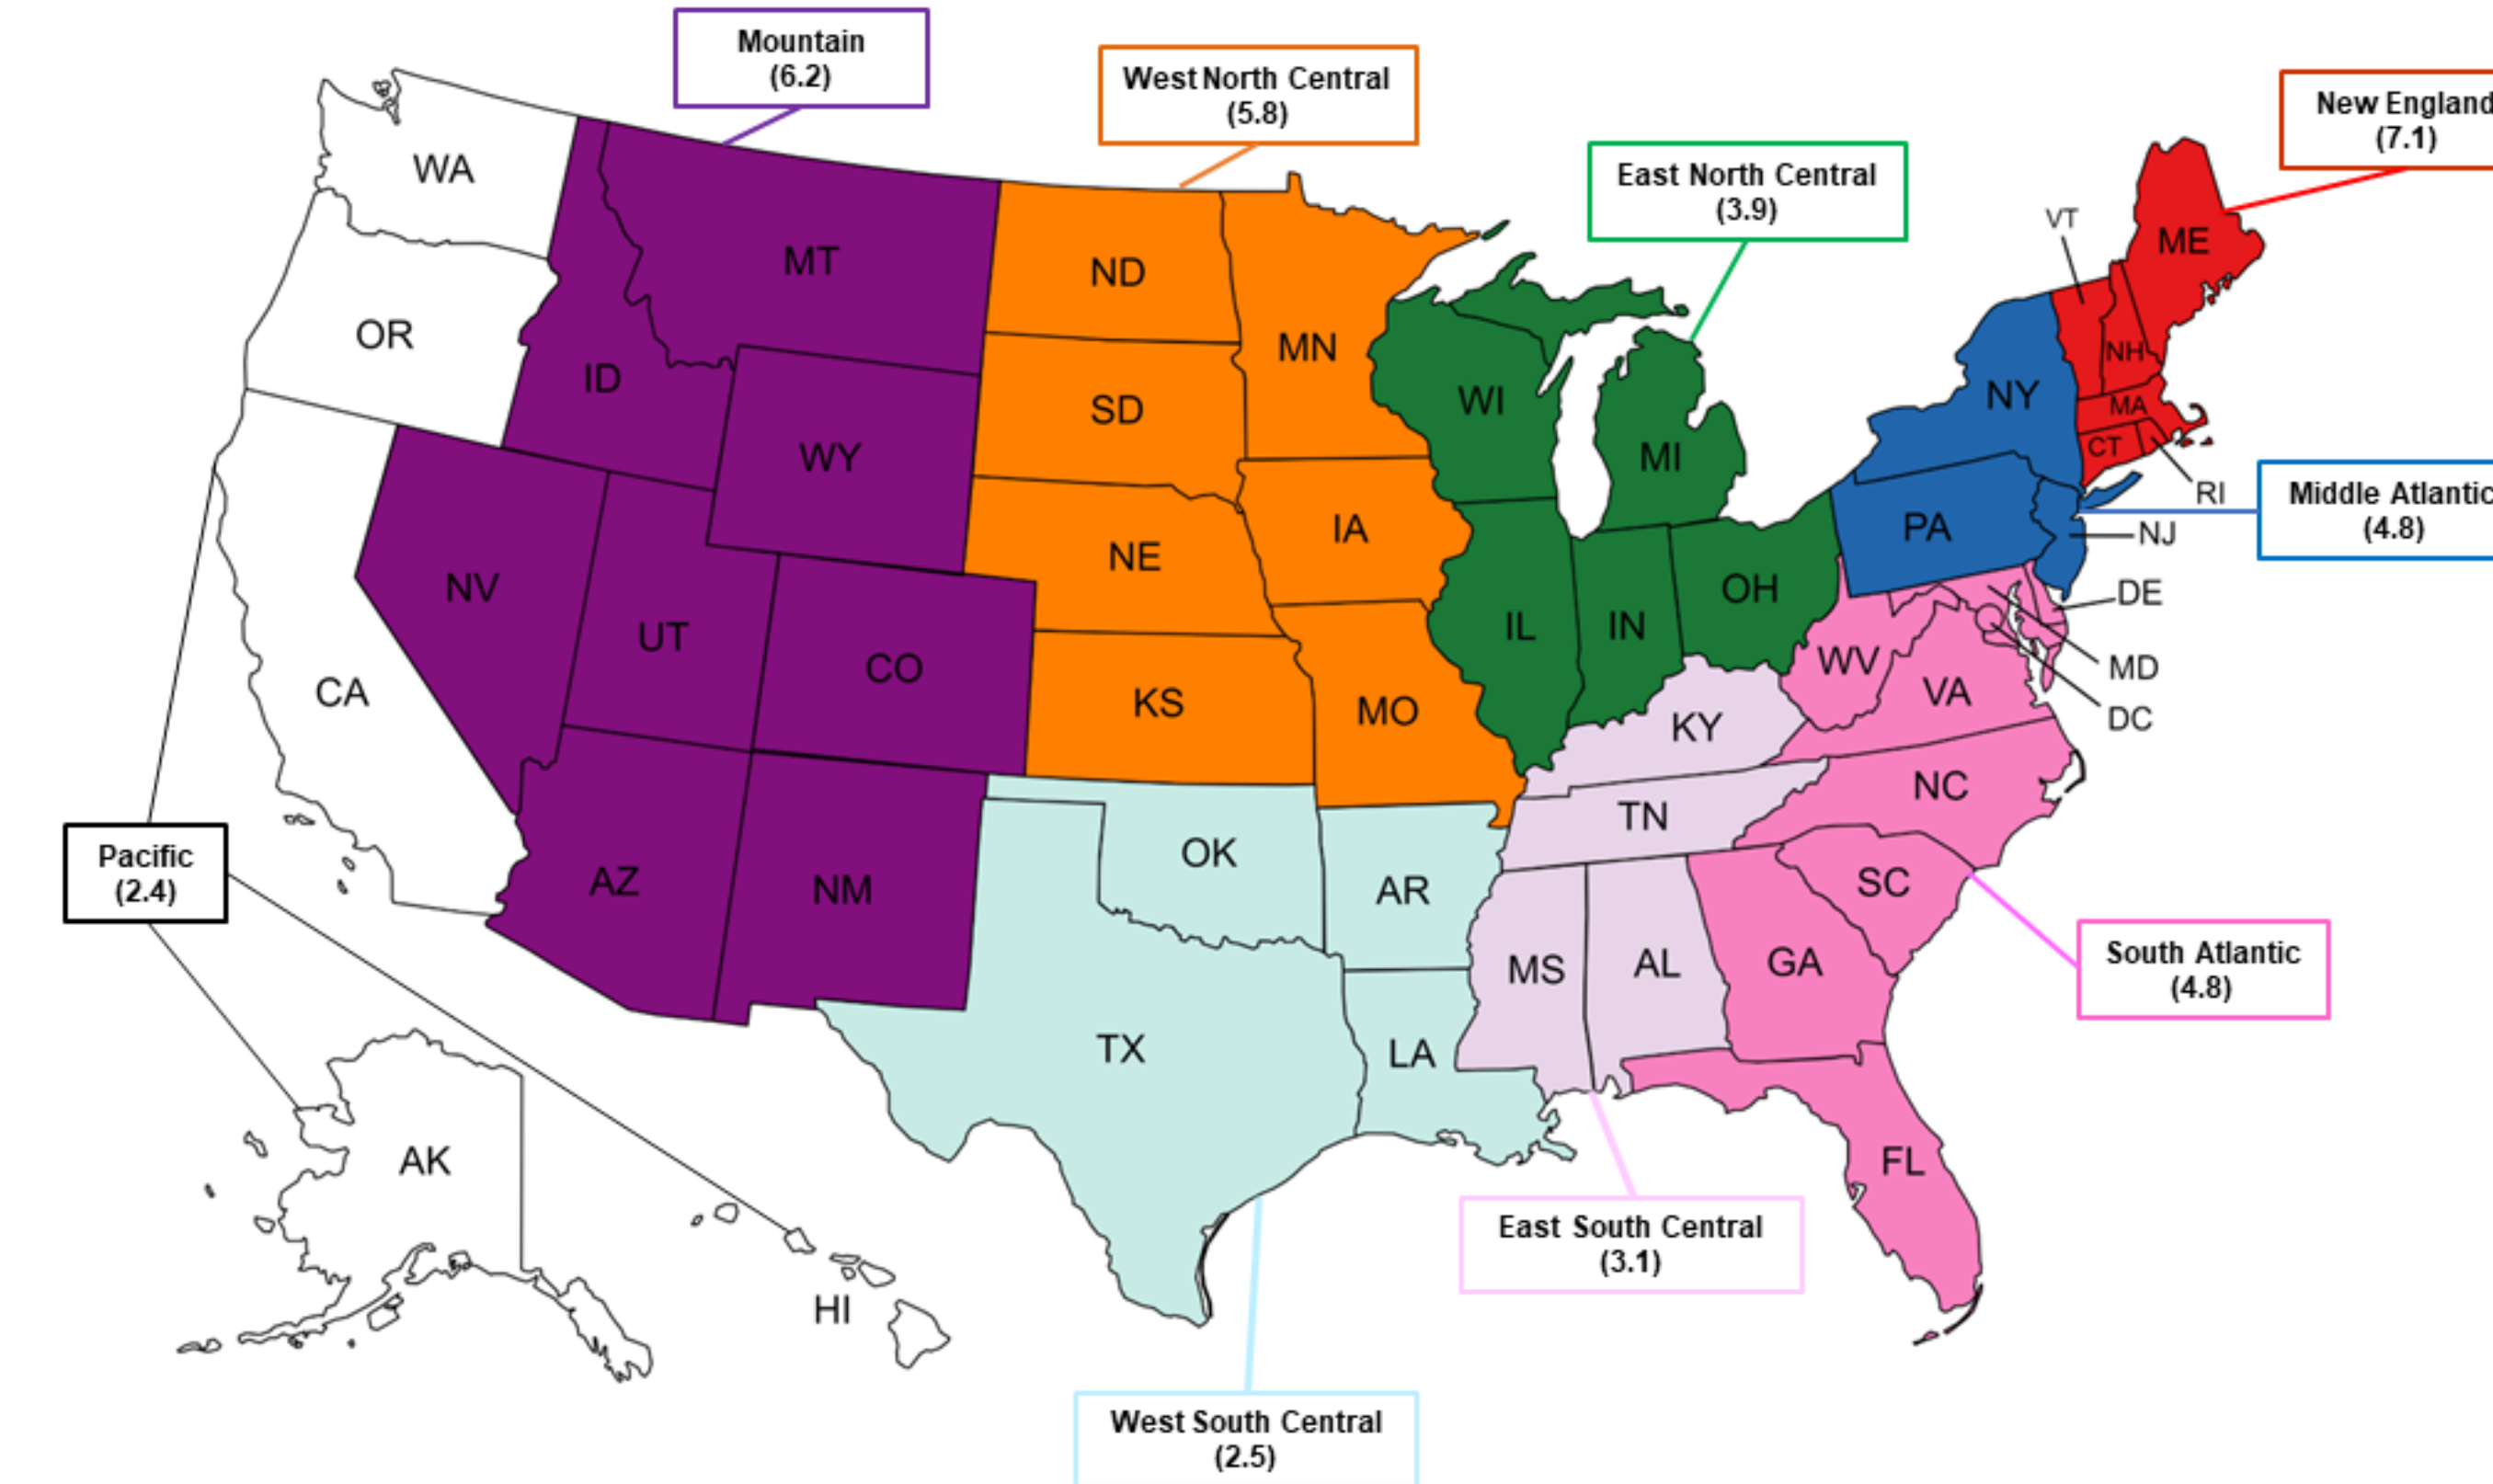 Mountain
(6.2)
West North Central
(5.8)
New England
(7.1)
East North Central
(3.9)
WA
VT
ME
MT
ND
OR
MN
NH
ID
NY
SD
WI
MA
WY
MI
CT
RI
Middle Atlantic
(4.8)
IA
PA
NJ
NE
NV
OH
DE
UT
IL
IN
CO
WV
MD
CA
VA
KS
MO
DC
KY
NC
TN
Pacific
(2.4)
OK
AZ
NM
AR
SC
South Atlantic
(4.8)
MS
AL
GA
TX
LA
AK
FL
East South Central
(3.1)
HI
West South Central
(2.5)